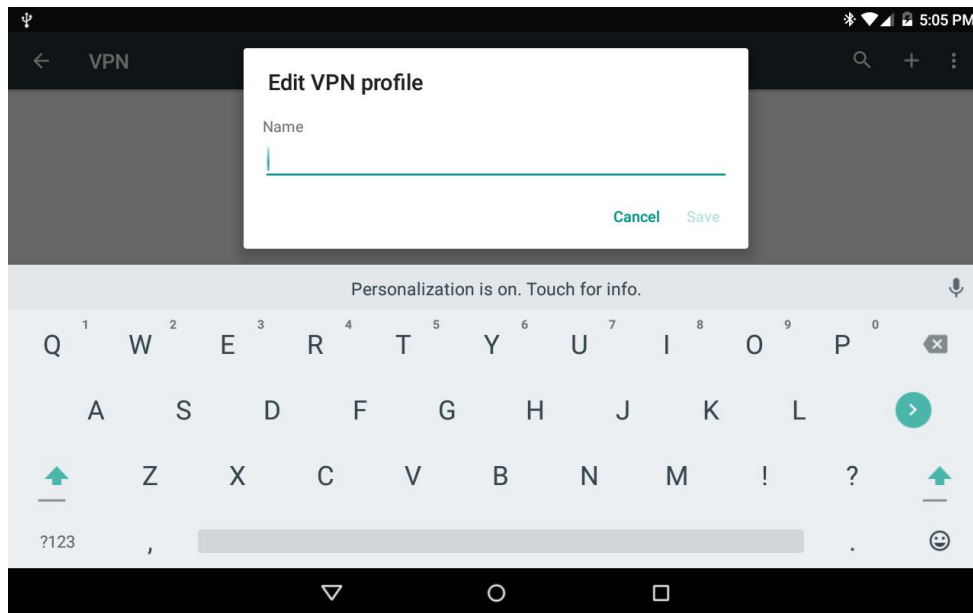 5:05 PM
VPN
Edit VPN profile
Name
Cancel Save
Personalization is on. Touch for info.
1 2 3 4 5 6 7 8 9 0
Q W E R T Y U I O P
A S D F G H J K L
Z X C V B N M ! ?
?123 , .